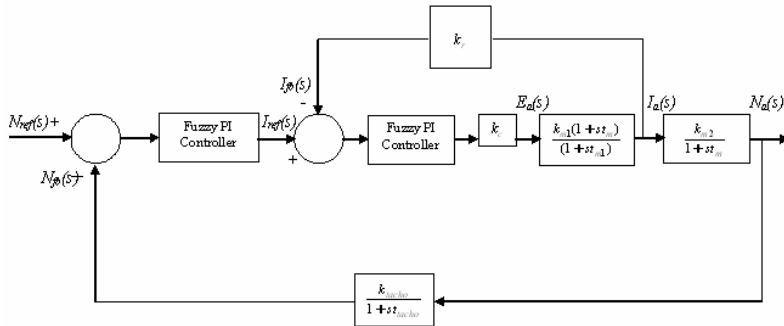 k_r
I_fb(s)
-
E_a(s)
I_a(s)
N_a(s)
N_ref(s)+
Fuzzy PI
Controller
I_ref(s)
+
Fuzzy PI
Controller
k_c
k_m1(1+st_m)
(1+st_m1)
k_m2
1+st_m
N_fb(s)-
k_tacho
1+st_tacho